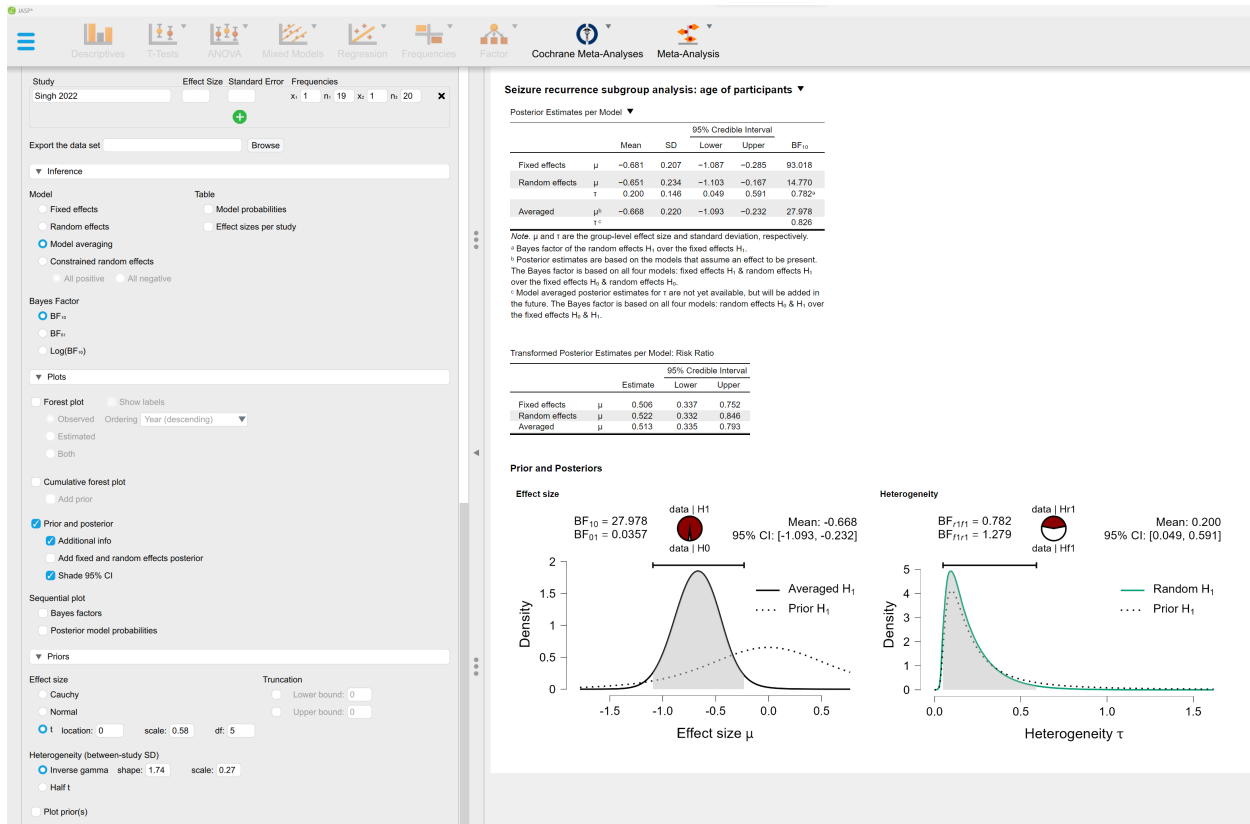 JASP*
Descriptives T-Tests ANOVA Mixed Models Regression Frequencies Factor Cochrane Meta-Analyses Meta-Analysis
Study Effect Size Standard Error Frequencies
Singh 2022 x₁ 1 n₁ 19 x₂ 1 n₂ 20
Export the data set Browse
Inference
Model Table
Fixed effects Model probabilities
Random effects Effect sizes per study
Model averaging
Constrained random effects
All positive All negative
Bayes Factor
BF₁₀
BF₀₁
Log(BF₁₀)
Plots
Forest plot Show labels
Observed Ordering Year (descending)
Estimated
Both
Cumulative forest plot
Add prior
Prior and posterior
Additional info
Add fixed and random effects posterior
Shade 95% CI
Sequential plot
Bayes factors
Posterior model probabilities
Priors
Effect size Truncation
Cauchy Lower bound: 0
Normal Upper bound: 0
t location: 0 scale: 0.58 df: 5
Heterogeneity (between-study SD)
Inverse gamma shape: 1.74 scale: 0.27
Half t
Plot prior(s)
Seizure recurrence subgroup analysis: age of participants
Posterior Estimates per Model
95% Credible Interval
Mean SD Lower Upper BF₁₀
Fixed effects μ −0.681 0.207 −1.087 −0.285 93.018
Random effects μ −0.651 0.234 −1.103 −0.167 14.770
τ 0.200 0.146 0.049 0.591 0.782ᵃ
Averaged μᵇ −0.668 0.220 −1.093 −0.232 27.978
τᶜ 0.826
Note. μ and τ are the group-level effect size and standard deviation, respectively.
ᵃ Bayes factor of the random effects H₁ over the fixed effects H₁.
ᵇ Posterior estimates are based on the models that assume an effect to be present.
The Bayes factor is based on all four models: fixed effects H₁ & random effects H₁
over the fixed effects H₀ & random effects H₀.
ᶜ Model averaged posterior estimates for τ are not yet available, but will be added in
the future. The Bayes factor is based on all four models: random effects H₀ & H₁ over
the fixed effects H₀ & H₁.
Transformed Posterior Estimates per Model: Risk Ratio
95% Credible Interval
Estimate Lower Upper
Fixed effects μ 0.506 0.337 0.752
Random effects μ 0.522 0.332 0.846
Averaged μ 0.513 0.335 0.793
Prior and Posteriors
Effect size
data | H1
BF₁₀ = 27.978 Mean: -0.668
BF₀₁ = 0.0357 95% CI: [-1.093, -0.232]
data | H0
2
1.5
1
0.5
0
Density
Averaged H₁
Prior H₁
-1.5 -1.0 -0.5 0.0 0.5
Effect size μ
Heterogeneity
data | Hr1
BFr1f1 = 0.782 Mean: 0.200
BFf1r1 = 1.279 95% CI: [0.049, 0.591]
data | Hf1
5
4
3
2
1
0
Density
Random H₁
Prior H₁
0.0 0.5 1.0 1.5
Heterogeneity τ